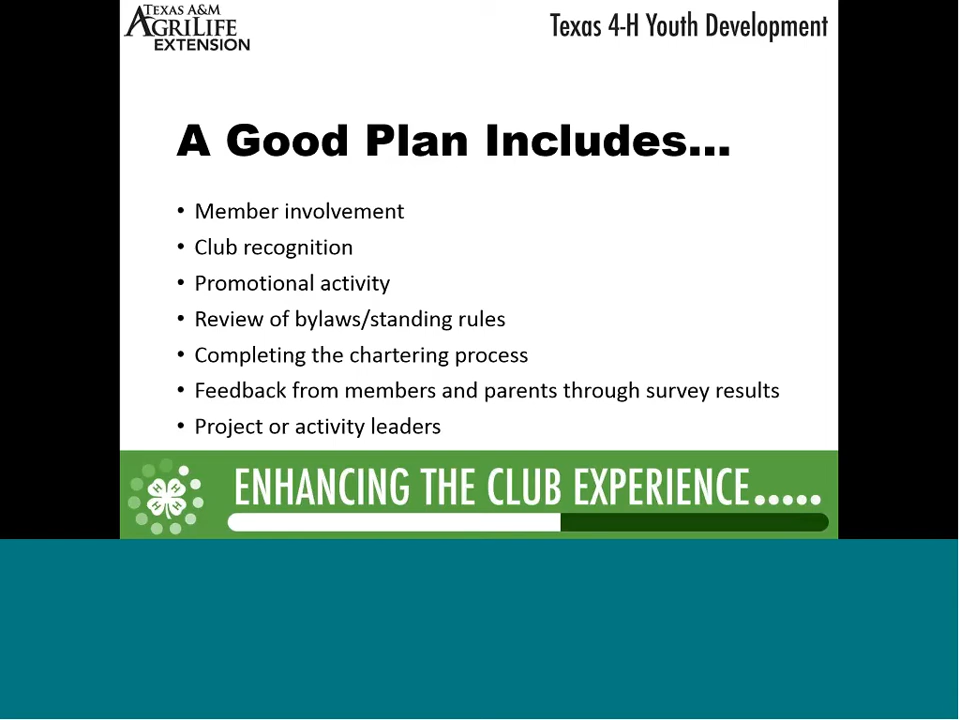 TEXAS A&M
AGRILIFE
EXTENSION
Texas 4-H Youth Development
A Good Plan Includes...
• Member involvement
• Club recognition
• Promotional activity
• Review of bylaws/standing rules
• Completing the chartering process
• Feedback from members and parents through survey results
• Project or activity leaders
H H H H
ENHANCING THE CLUB EXPERIENCE.....